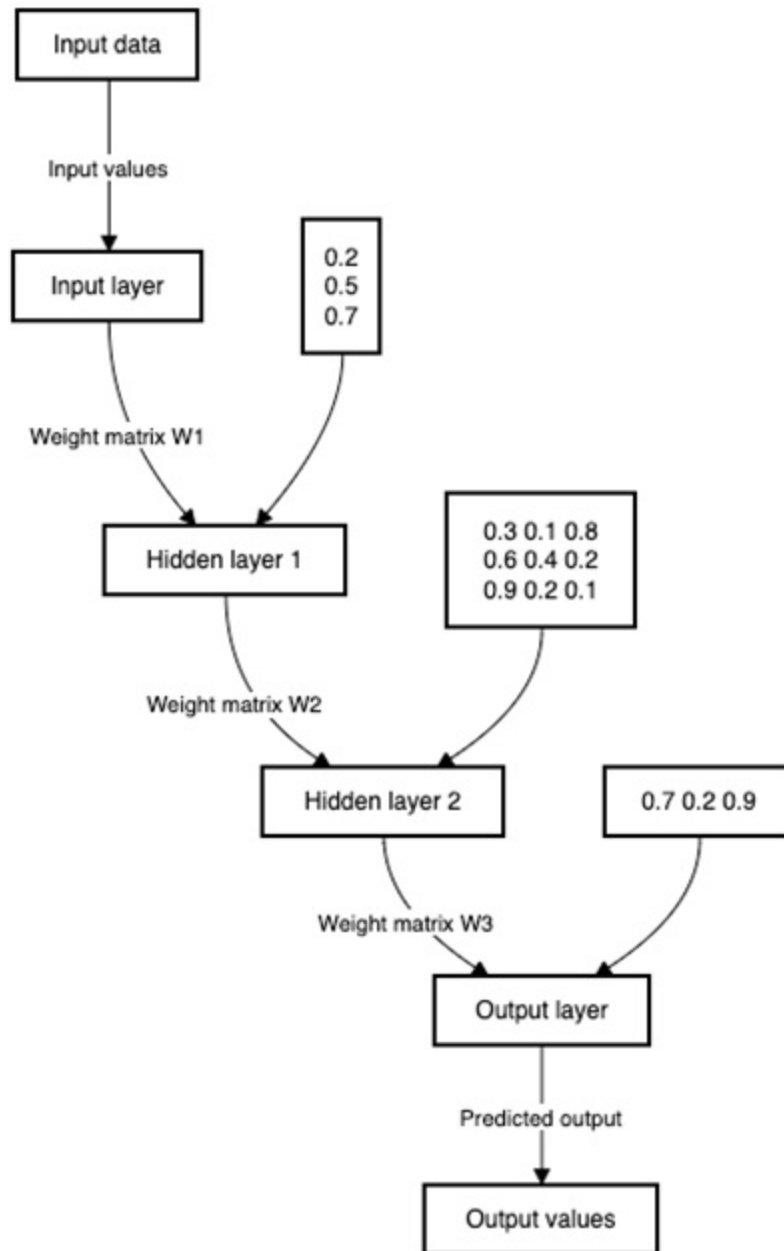 Input data
Input values
Input layer
0.2
0.5
0.7
Weight matrix W1
Hidden layer 1
0.3 0.1 0.8
0.6 0.4 0.2
0.9 0.2 0.1
Weight matrix W2
Hidden layer 2
0.7 0.2 0.9
Weight matrix W3
Output layer
Predicted output
Output values